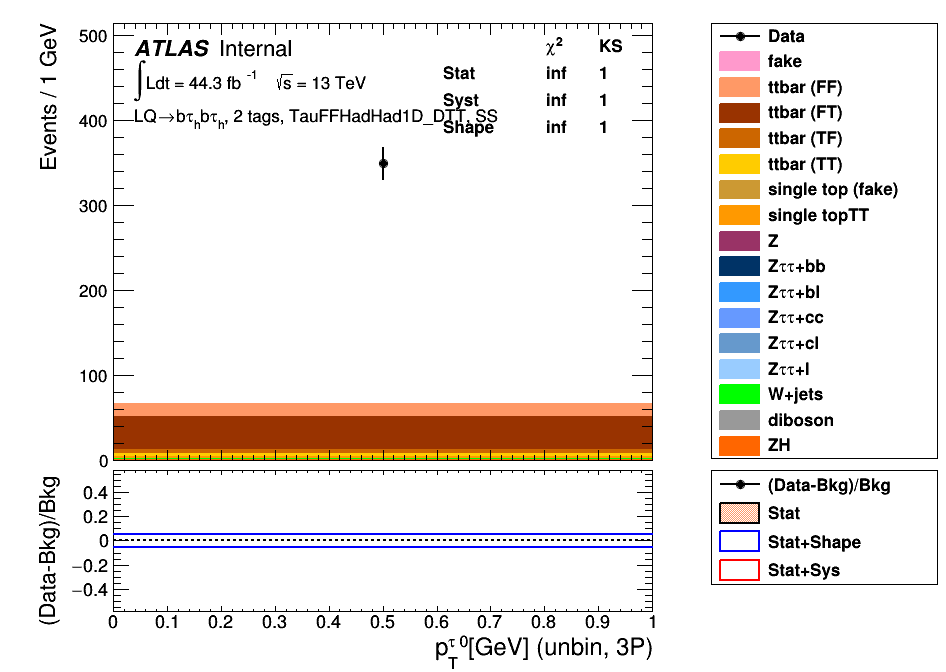 Events / 1 GeV
500
400
300
200
100
0
ATLAS Internal
∫Ldt = 44.3 fb⁻¹ √s = 13 TeV
LQ→bτhbτh, 2 tags, TauFFHadHad1D_DTT, SS
χ² KS
Stat inf 1
Syst inf 1
Shape inf 1
Data
fake
ttbar (FF)
ttbar (FT)
ttbar (TF)
ttbar (TT)
single top (fake)
single topTT
Z
Zττ+bb
Zττ+bl
Zττ+cc
Zττ+cl
Zττ+l
W+jets
diboson
ZH
(Data-Bkg)/Bkg
0.4
0.2
0
−0.2
−0.4
0 0.1 0.2 0.3 0.4 0.5 0.6 0.7 0.8 0.9 1
pTτ 0[GeV] (unbin, 3P)
(Data-Bkg)/Bkg
Stat
Stat+Shape
Stat+Sys